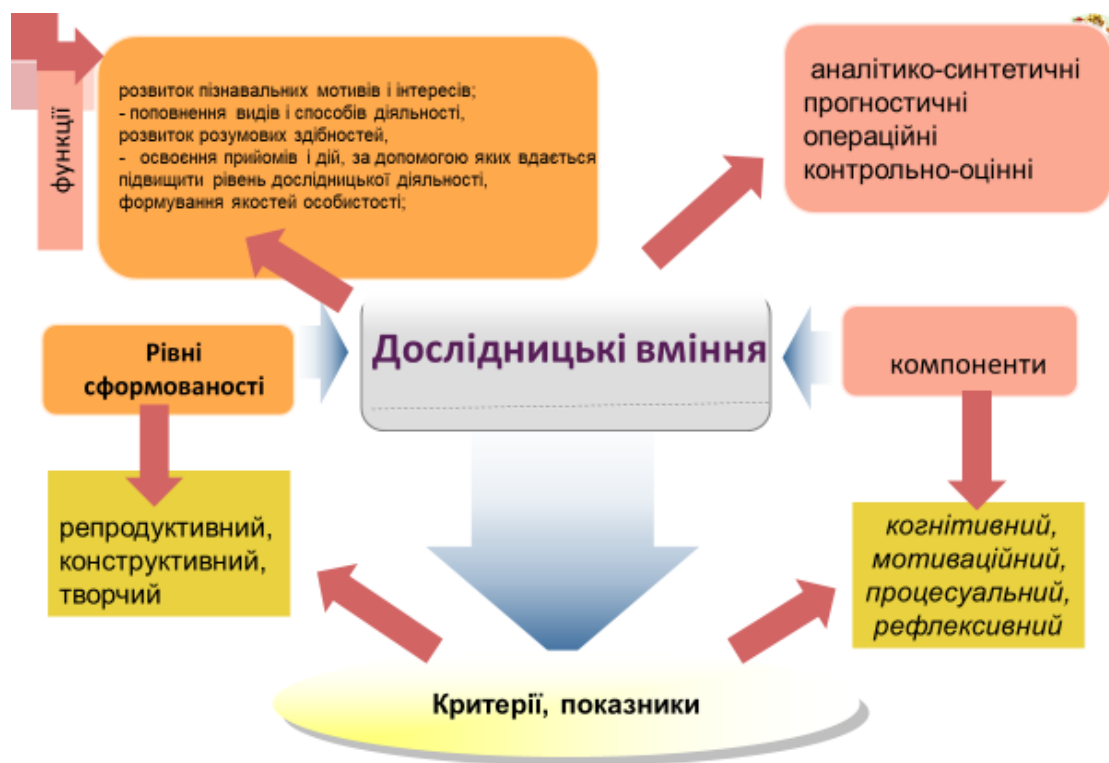 функції
розвиток пізнавальних мотивів і інтересів;
- поповнення видів і способів діяльності,
розвиток розумових здібностей,
- освоєння прийомів і дій, за допомогою яких вдається
підвищити рівень дослідницької діяльності,
формування якостей особистості;
аналітико-синтетичні
прогностичні
операційні
контрольно-оцінні
Рівні
сформованості
Дослідницькі вміння
компоненти
репродуктивний,
конструктивний,
творчий
когнітивний,
мотиваційний,
процесуальний,
рефлексивний
Критерії, показники